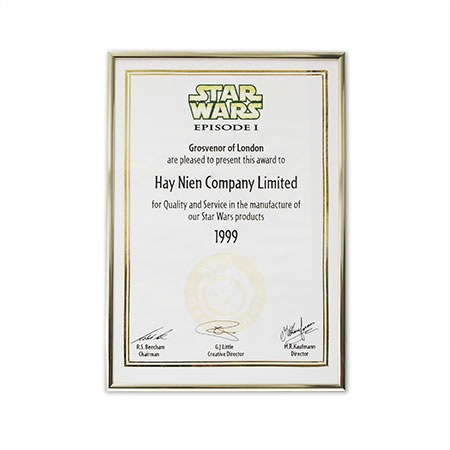 STAR
WARS
EPISODE I
Grosvenor of London
are pleased to present this award to
Hay Nien Company Limited
for Quality and Service in the manufacture of
our Star Wars products
1999
R.S. Beecham
Chairman
G.J.Little
Creative Director
M.R.Kaufmann
Director